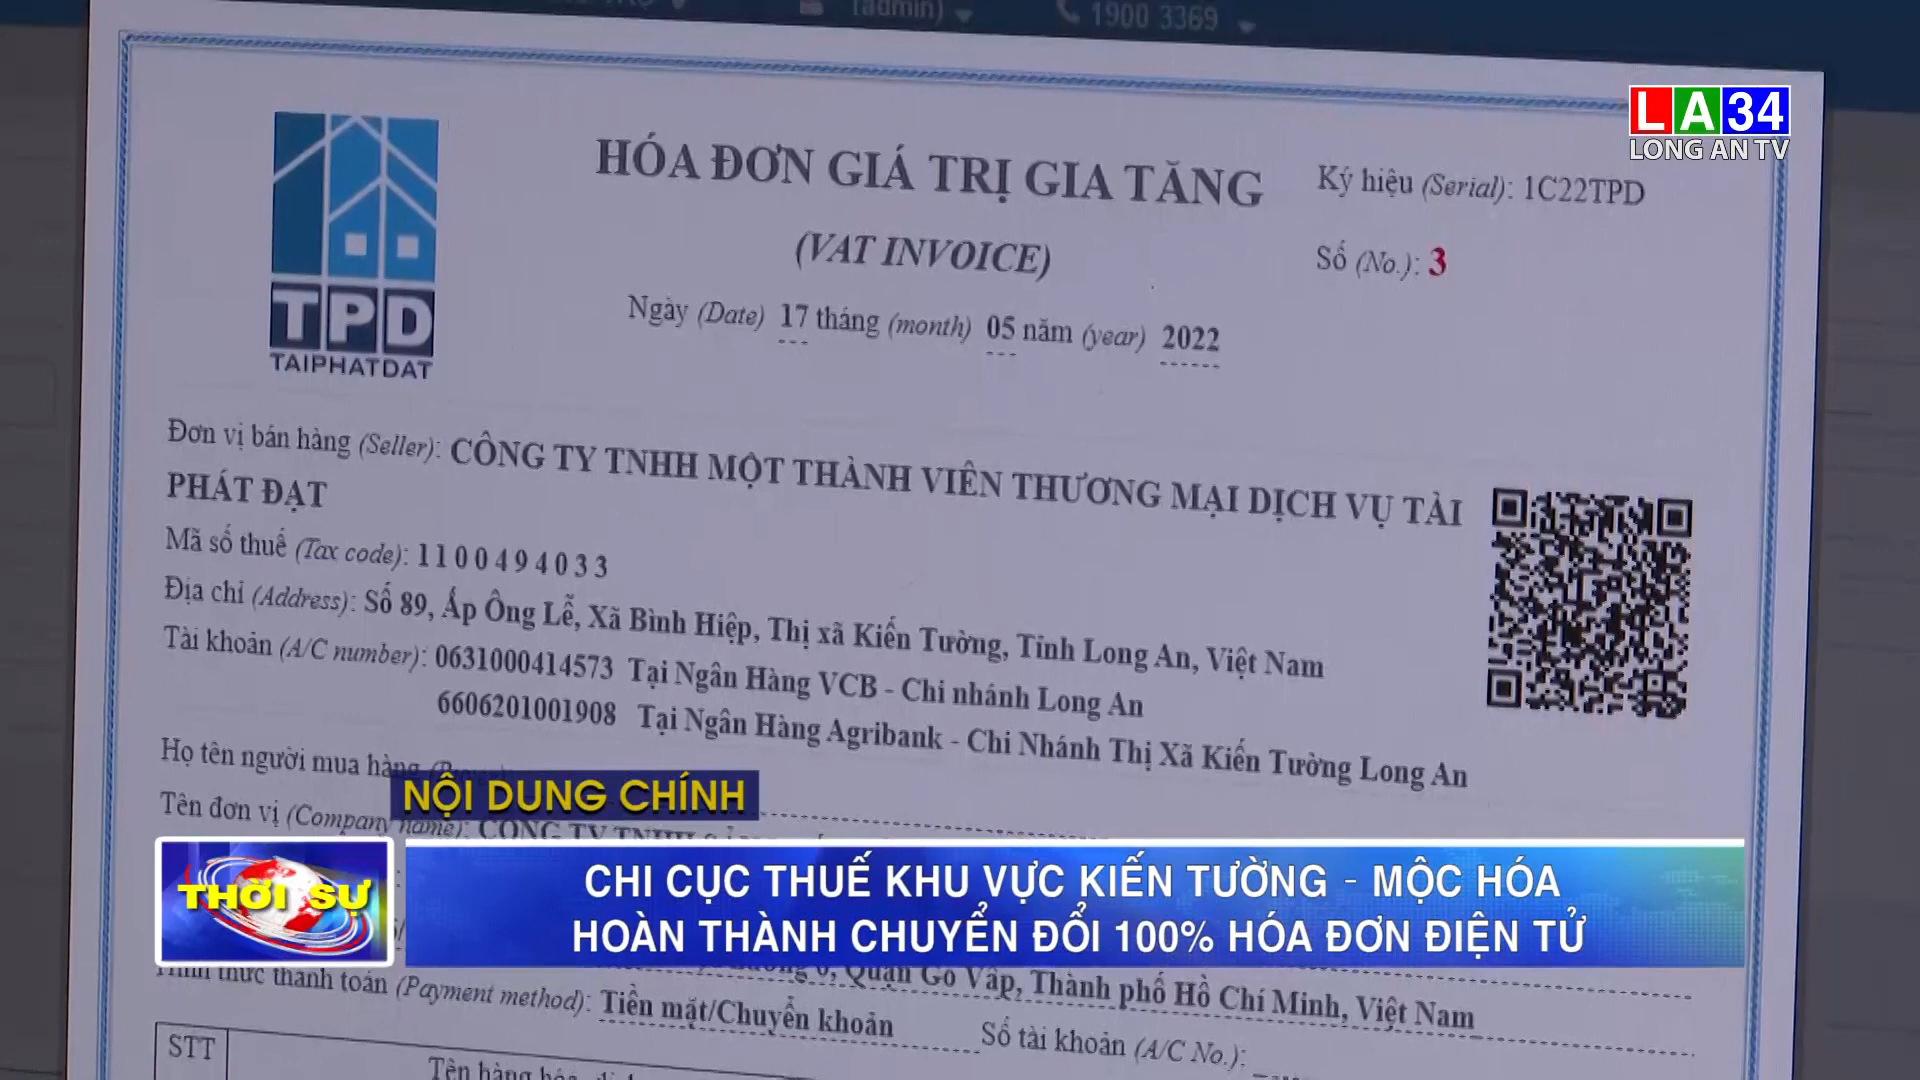 (admin) 1900 3369
LA34
LONG AN TV
HÓA ĐƠN GIÁ TRỊ GIA TĂNG
(VAT INVOICE)
Ngày (Date) 17 tháng (month) 05 năm (year) 2022
Ký hiệu (Serial): 1C22TPD
Số (No.): 3
TPD
TAIPHATDAT
Đơn vị bán hàng (Seller): CÔNG TY TNHH MỘT THÀNH VIÊN THƯƠNG MẠI DỊCH VỤ TÀI
PHÁT ĐẠT
Mã số thuế (Tax code): 1100494033
Địa chỉ (Address): Số 89, Ấp Ông Lễ, Xã Bình Hiệp, Thị xã Kiến Tường, Tỉnh Long An, Việt Nam
Tài khoản (A/C number): 0631000414573 Tại Ngân Hàng VCB - Chi nhánh Long An
6606201001908 Tại Ngân Hàng Agribank - Chi Nhánh Thị Xã Kiến Tường Long An
Họ tên người mua hàng
NỘI DUNG CHÍNH
Tên đơn vị (Company name): CÔNG TY TNHH
THỜI SỰ
CHI CỤC THUẾ KHU VỰC KIẾN TƯỜNG - MỘC HÓA
HOÀN THÀNH CHUYỂN ĐỔI 100% HÓA ĐƠN ĐIỆN TỬ
Quận Gò Vấp, Thành phố Hồ Chí Minh, Việt Nam
thức thanh toán (Payment method): Tiền mặt/Chuyển khoản Số tài khoản (A/C No.):
STT
Tên hàng